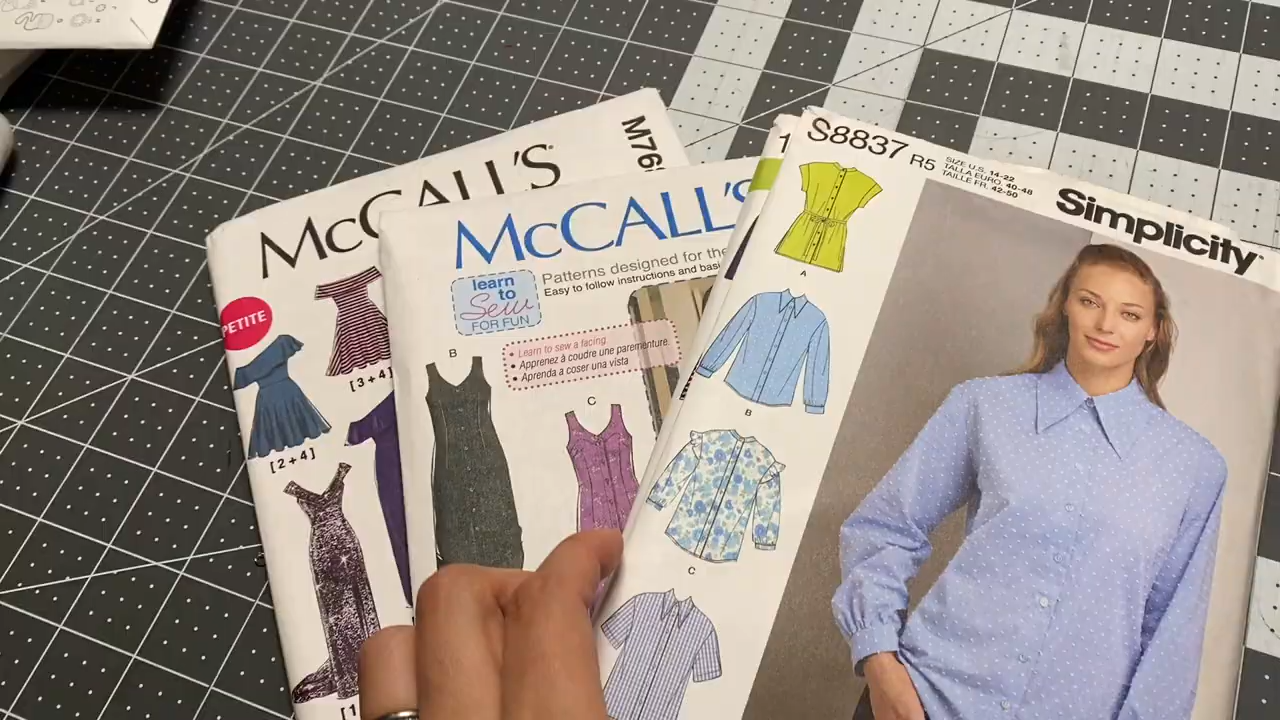 McCALL'S
M76
PETITE
[3+4]
[2+4]
[1
McCALL'S
Patterns designed for the
Easy to follow instructions and basi
learn
to
Sew
FOR FUN
• Learn to sew a facing
• Apprenez à coudre une parementure.
• Aprenda a coser una vista
B
C
1
S8837 R5
SIZE U.S. 14-22
TALLA EURO. 40-48
TAILLE FR. 42-50
Simplicity
A
B
C